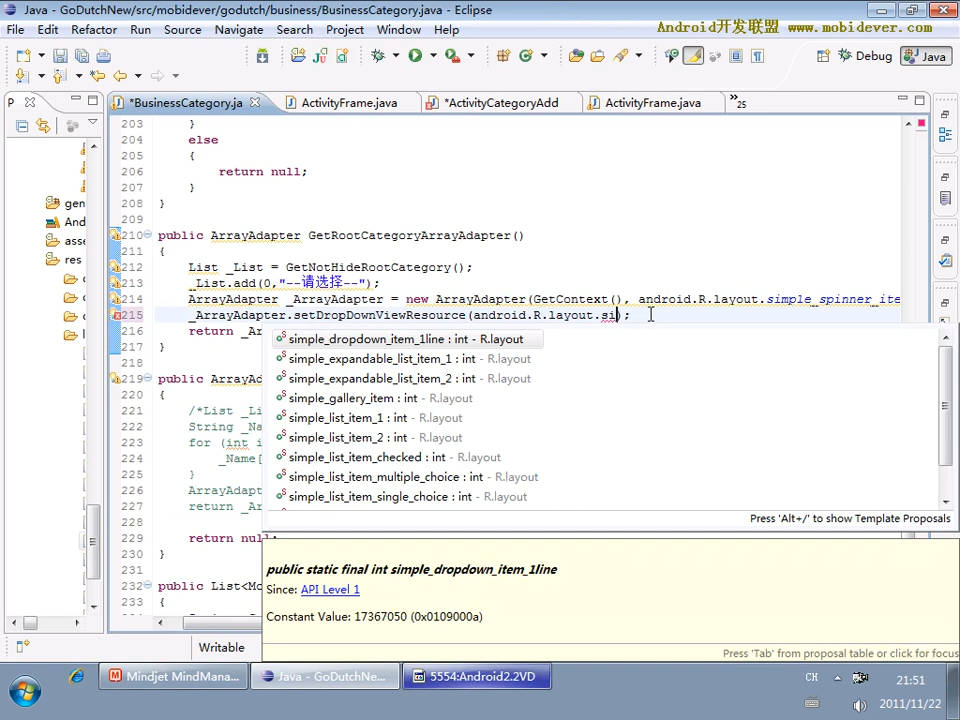 Java - GoDutchNew/src/mobidever/godutch/business/BusinessCategory.java - Eclipse
File Edit Refactor Run Source Navigate Search Project Window Help
Android开发联盟 www.mobidever.com
Debug Java
P *BusinessCategory.ja ActivityFrame.java *ActivityCategoryAdd ActivityFrame.java »25
203 }
204 else
205 {
206 return null;
207 }
208 }
209
210 public ArrayAdapter GetRootCategoryArrayAdapter()
211 {
212 List _List = GetNotHideRootCategory();
213 _List.add(0,"--请选择--");
214 ArrayAdapter _ArrayAdapter = new ArrayAdapter(GetContext(), android.R.layout.simple_spinner_ite
215 _ArrayAdapter.setDropDownViewResource(android.R.layout.si);
216 return _Ar
217 }
218
219 public ArrayAd
220 {
221 /*List _Li
222 String _Na
223 for (int i
224 _Name[
225 }
226 ArrayAdapt
227 return _Ar
228
229 return null;
230 }
231
232 public List<Mo
233 {
gen
And
asse
res
simple_dropdown_item_1line : int - R.layout
simple_expandable_list_item_1 : int - R.layout
simple_expandable_list_item_2 : int - R.layout
simple_gallery_item : int - R.layout
simple_list_item_1 : int - R.layout
simple_list_item_2 : int - R.layout
simple_list_item_checked : int - R.layout
simple_list_item_multiple_choice : int - R.layout
simple_list_item_single_choice : int - R.layout
Press 'Alt+/' to show Template Proposals
public static final int simple_dropdown_item_1line
Since: API Level 1
Constant Value: 17367050 (0x0109000a)
Press 'Tab' from proposal table or click for focus
Writable
Mindjet MindMana... Java - GoDutchNe... 5554:Android2.2VD
CH 21:51
2011/11/22